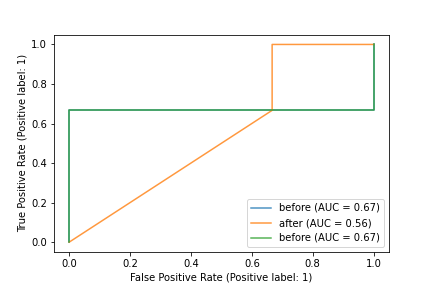 1.0
0.8
0.6
0.4
0.2
0.0
True Positive Rate (Positive label: 1)
before (AUC = 0.67)
after (AUC = 0.56)
before (AUC = 0.67)
0.0 0.2 0.4 0.6 0.8 1.0
False Positive Rate (Positive label: 1)